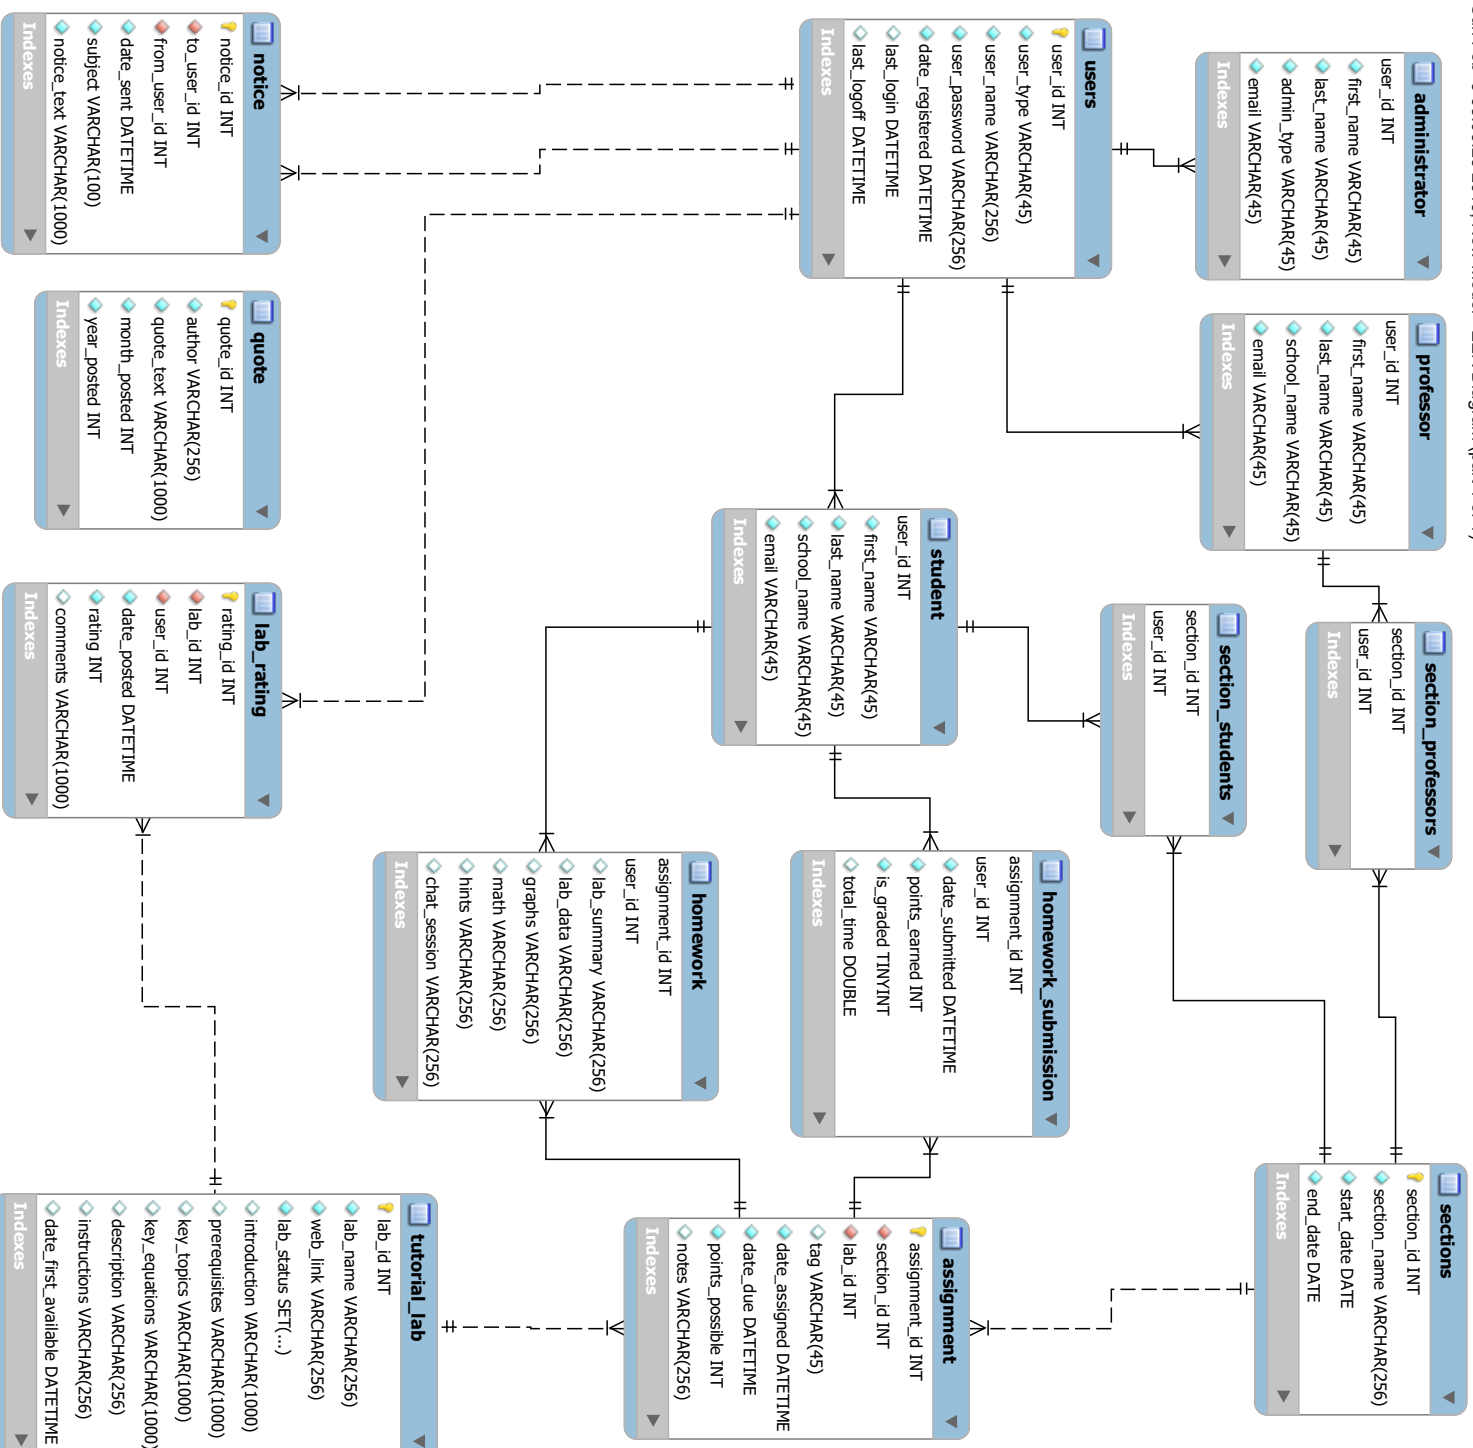 administrator
user_id INT
first_name VARCHAR(45)
last_name VARCHAR(45)
admin_type VARCHAR(45)
email VARCHAR(45)
Indexes
professor
user_id INT
first_name VARCHAR(45)
last_name VARCHAR(45)
school_name VARCHAR(45)
email VARCHAR(45)
Indexes
section_professors
section_id INT
user_id INT
Indexes
sections
section_id INT
section_name VARCHAR(256)
start_date DATE
end_date DATE
Indexes
section_students
section_id INT
user_id INT
Indexes
users
user_id INT
user_type VARCHAR(45)
user_name VARCHAR(256)
user_password VARCHAR(256)
date_registered DATETIME
last_login DATETIME
last_logoff DATETIME
Indexes
student
user_id INT
first_name VARCHAR(45)
last_name VARCHAR(45)
school_name VARCHAR(45)
email VARCHAR(45)
Indexes
homework_submission
assignment_id INT
user_id INT
date_submitted DATETIME
points_earned INT
is_graded TINYINT
total_time DOUBLE
Indexes
assignment
assignment_id INT
section_id INT
lab_id INT
tag VARCHAR(45)
date_assigned DATETIME
date_due DATETIME
points_possible INT
notes VARCHAR(256)
Indexes
homework
assignment_id INT
user_id INT
lab_summary VARCHAR(256)
lab_data VARCHAR(256)
graphs VARCHAR(256)
math VARCHAR(256)
hints VARCHAR(256)
chat_session VARCHAR(256)
Indexes
notice
notice_id INT
to_user_id INT
from_user_id INT
date_sent DATETIME
subject VARCHAR(100)
notice_text VARCHAR(1000)
Indexes
quote
quote_id INT
author VARCHAR(256)
quote_text VARCHAR(1000)
month_posted INT
year_posted INT
Indexes
lab_rating
rating_id INT
lab_id INT
user_id INT
date_posted DATETIME
rating INT
comments VARCHAR(1000)
Indexes
tutorial_lab
lab_id INT
lab_name VARCHAR(256)
web_link VARCHAR(256)
lab_status SET(...)
introduction VARCHAR(1000)
prerequisites VARCHAR(1000)
key_topics VARCHAR(1000)
key_equations VARCHAR(1000)
description VARCHAR(256)
instructions VARCHAR(256)
date_first_available DATETIME
Indexes